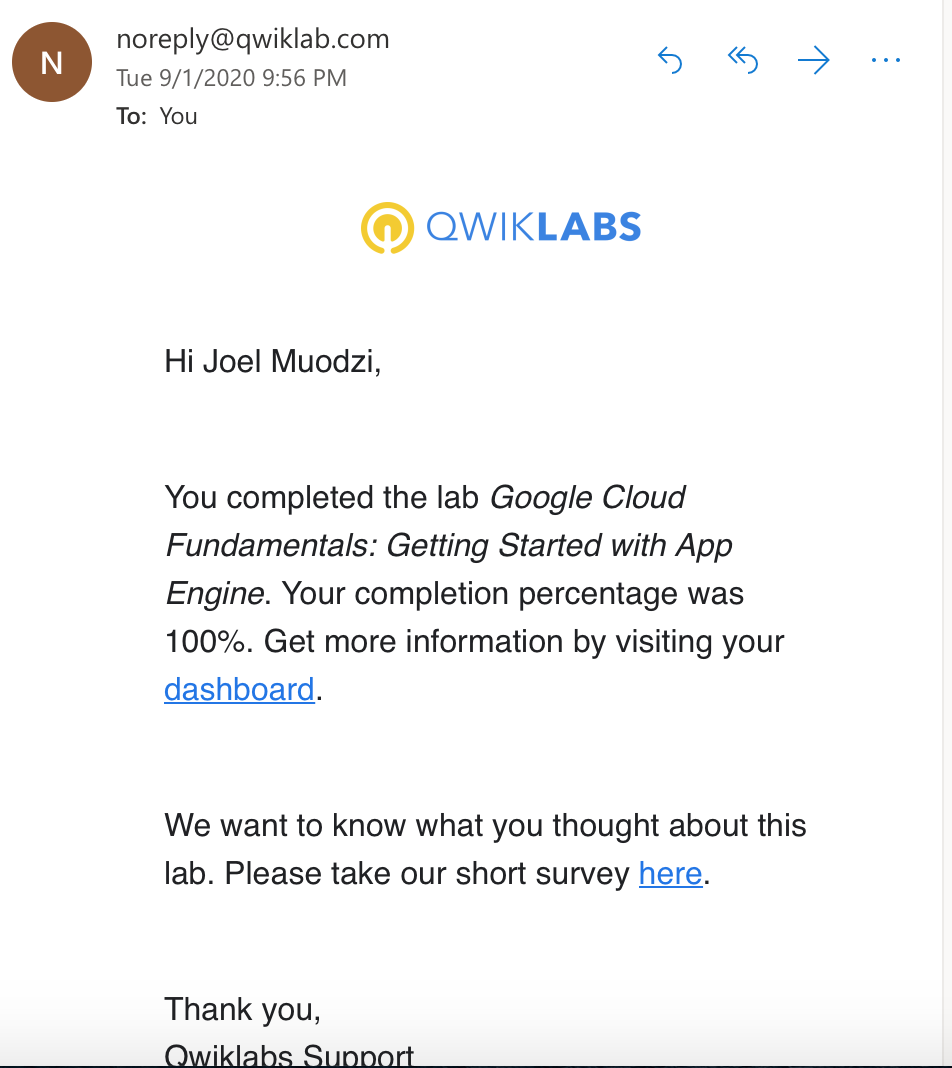 N
noreply@qwiklab.com
Tue 9/1/2020 9:56 PM
To: You
QWIKLABS
Hi Joel Muodzi,
You completed the lab Google Cloud
Fundamentals: Getting Started with App
Engine. Your completion percentage was
100%. Get more information by visiting your
dashboard.
We want to know what you thought about this
lab. Please take our short survey here.
Thank you,
Qwiklabs Support